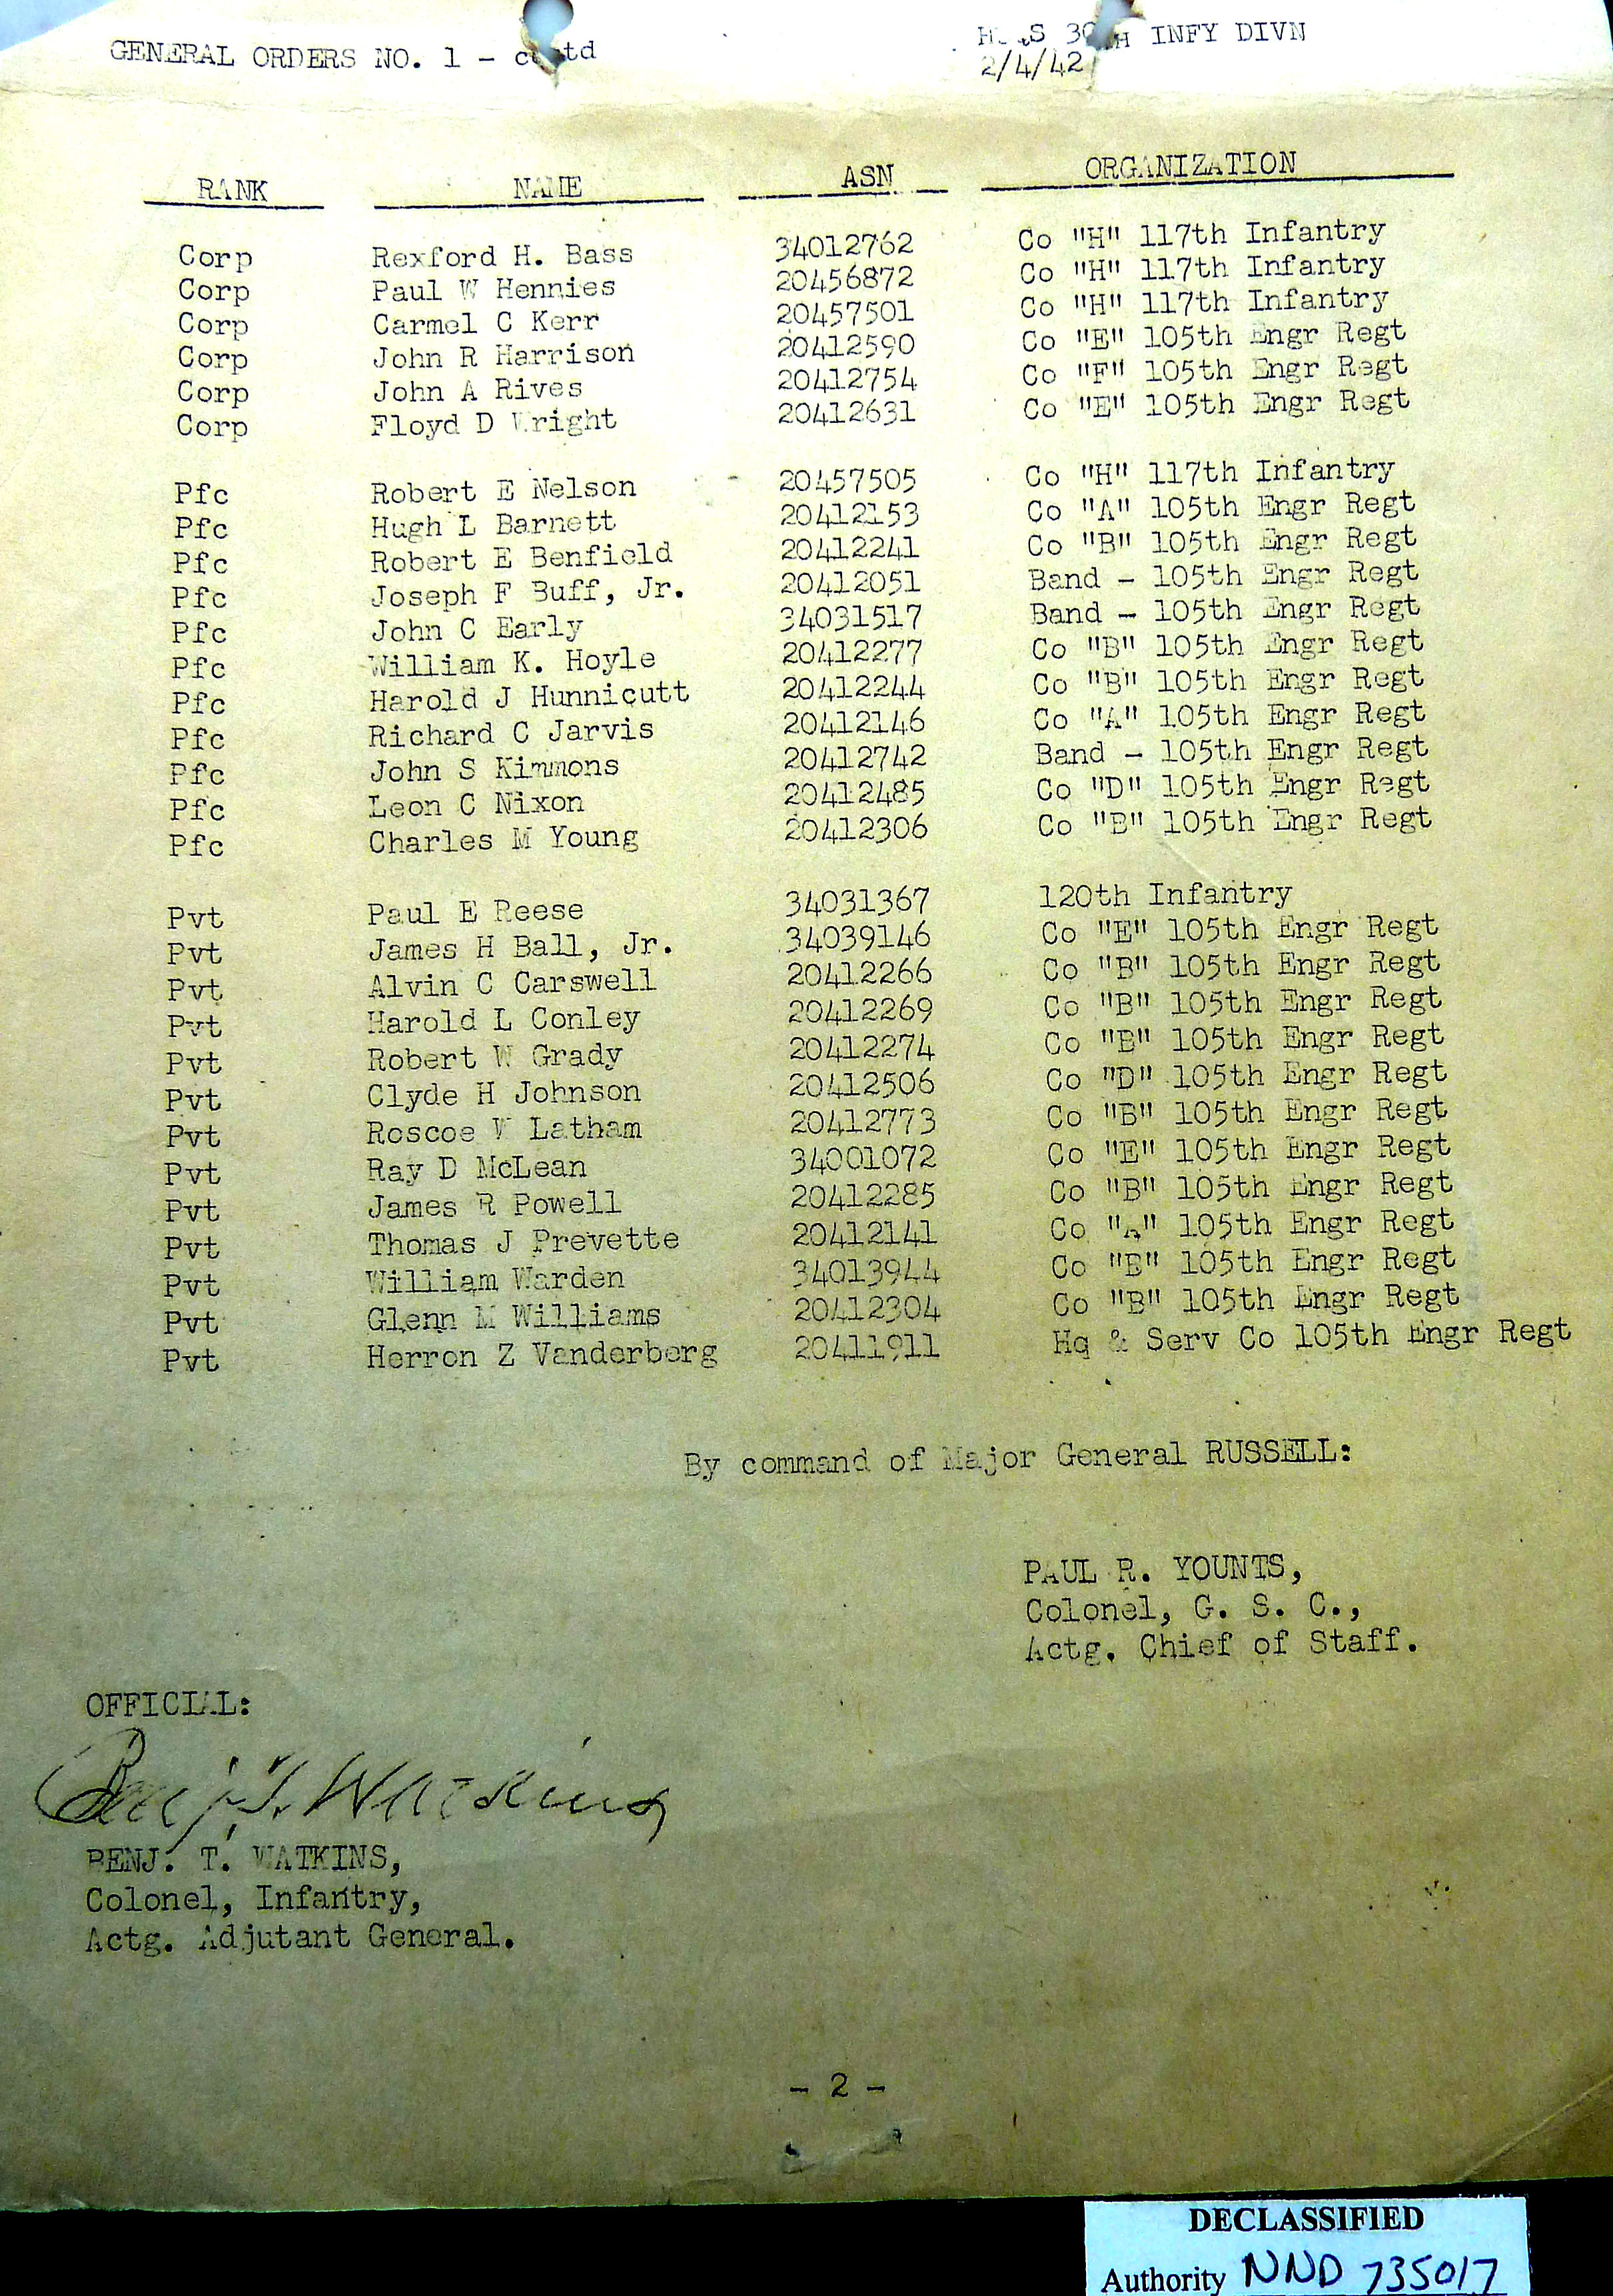 GENERAL ORDERS NO. 1 - contd
HQRS 30TH INFY DIVN
2/4/42
RANK NAME ASN ORGANIZATION
Corp Rexford H. Bass 34012762 Co "H" 117th Infantry
Corp Paul W Hennies 20456872 Co "H" 117th Infantry
Corp Carmel C Kerr 20457501 Co "H" 117th Infantry
Corp John R Harrison 20412590 Co "E" 105th Engr Regt
Corp John A Rives 20412754 Co "F" 105th Engr Regt
Corp Floyd D Wright 20412631 Co "E" 105th Engr Regt
Pfc Robert E Nelson 20457505 Co "H" 117th Infantry
Pfc Hugh L Barnett 20412153 Co "A" 105th Engr Regt
Pfc Robert E Benfield 20412241 Co "B" 105th Engr Regt
Pfc Joseph F Buff, Jr. 20412051 Band - 105th Engr Regt
Pfc John C Early 34031517 Band - 105th Engr Regt
Pfc William K. Hoyle 20412277 Co "B" 105th Engr Regt
Pfc Harold J Hunnicutt 20412244 Co "B" 105th Engr Regt
Pfc Richard C Jarvis 20412146 Co "A" 105th Engr Regt
Pfc John S Kimmons 20412742 Band - 105th Engr Regt
Pfc Leon C Nixon 20412485 Co "D" 105th Engr Regt
Pfc Charles M Young 20412306 Co "B" 105th Engr Regt
Pvt Paul E Reese 34031367 120th Infantry
Pvt James H Ball, Jr. 34039146 Co "E" 105th Engr Regt
Pvt Alvin C Carswell 20412266 Co "B" 105th Engr Regt
Pvt Harold L Conley 20412269 Co "B" 105th Engr Regt
Pvt Robert W Grady 20412274 Co "B" 105th Engr Regt
Pvt Clyde H Johnson 20412506 Co "D" 105th Engr Regt
Pvt Roscoe Latham 20412773 Co "B" 105th Engr Regt
Pvt Ray D McLean 34001072 Co "E" 105th Engr Regt
Pvt James R Powell 20412285 Co "B" 105th Engr Regt
Pvt Thomas J Prevette 20412141 Co "A" 105th Engr Regt
Pvt William Warden 34013944 Co "E" 105th Engr Regt
Pvt Glenn M Williams 20412304 Co "B" 105th Engr Regt
Pvt Herron Z Vanderberg 20411911 Hq & Serv Co 105th Engr Regt
By command of Major General RUSSELL:
PAUL R. YOUNTS,
Colonel, G. S. C.,
Actg. Chief of Staff.
OFFICIAL:
Benj. T. Watkins
BENJ. T. WATKINS,
Colonel, Infantry,
Actg. Adjutant General.
- 2 -
DECLASSIFIED
Authority NND 735017